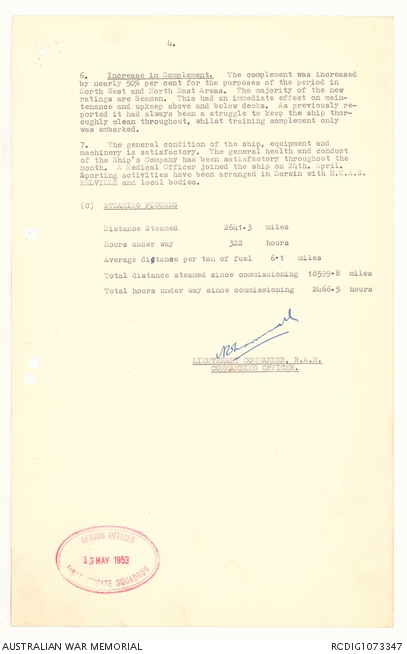 4.
6. Increase in Complement. The complement was increased
by nearly 50% per cent for the purposes of the period in
North West and North East Areas. The majority of the new
ratings are Seamen. This had an immediate effect on main-
tenance and upkeep above and below decks. As previously re-
ported it had always been a struggle to keep the ship thor-
oughly clean throughout, whilst training complement only
was embarked.
7. The general condition of the ship, equipment and
machinery is satisfactory. The general health and conduct
of the Ship's Company has been satisfactory throughout the
month. A Medical Officer joined the ship on 24th. April.
Sporting activities have been arranged in Darwin with H.M.A.S.
MELVILLE and local bodies.
(C) STEAMING FIGURES
Distance Steamed 2641.3 miles
Hours under way 322 hours
Average distance per ton of fuel 6.1 miles
Total distance steamed since commissioning 18599.8 miles
Total hours under way since commissioning 2466.5 hours
LIEUTENANT COMMANDER, R.A.N.
COMMANDING OFFICER.
SENIOR OFFICER
13 MAY 1953
FIRST FRIGATE SQUADRON
AUSTRALIAN WAR MEMORIAL
RCDIG1073347